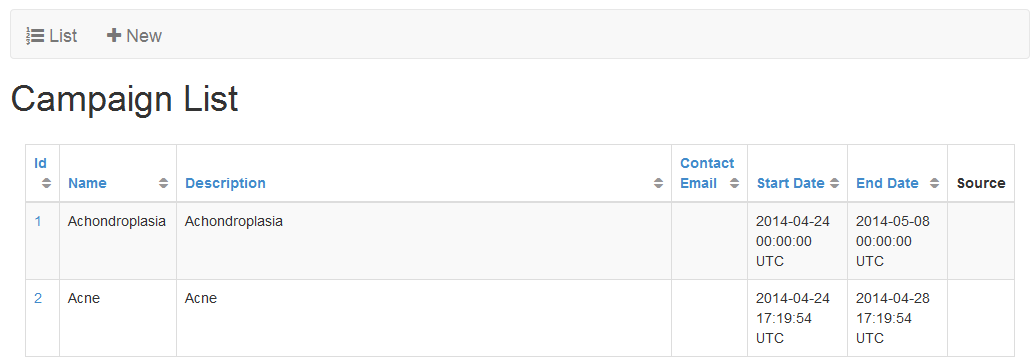 List New
Campaign List
Id Name Description Contact Email Start Date End Date Source
1 Achondroplasia Achondroplasia 2014-04-24 00:00:00 UTC 2014-05-08 00:00:00 UTC
2 Acne Acne 2014-04-24 17:19:54 UTC 2014-04-28 17:19:54 UTC